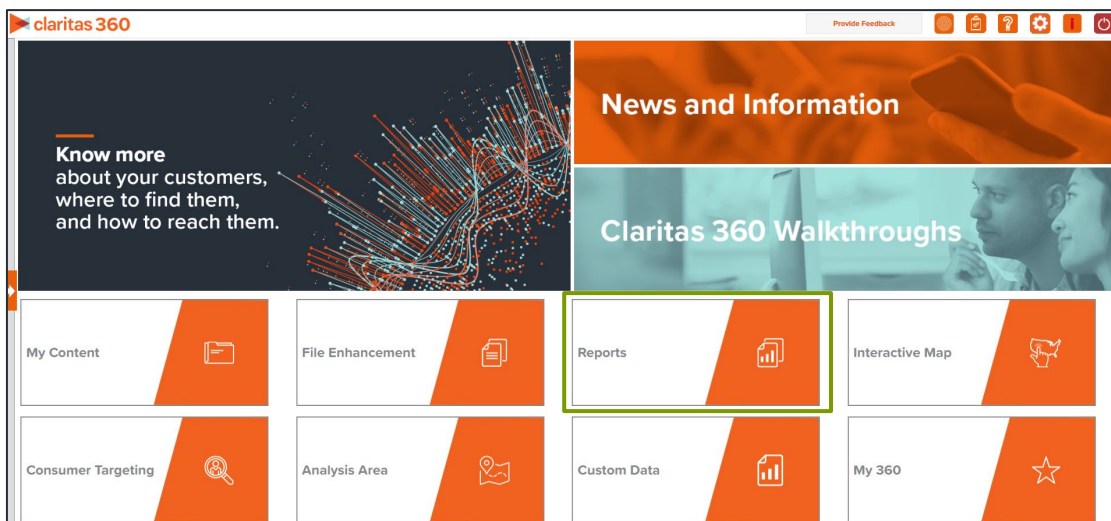 claritas 360
Provide Feedback
Know more
about your customers,
where to find them,
and how to reach them.
News and Information
Claritas 360 Walkthroughs
My Content
File Enhancement
Reports
Interactive Map
Consumer Targeting
Analysis Area
Custom Data
My 360